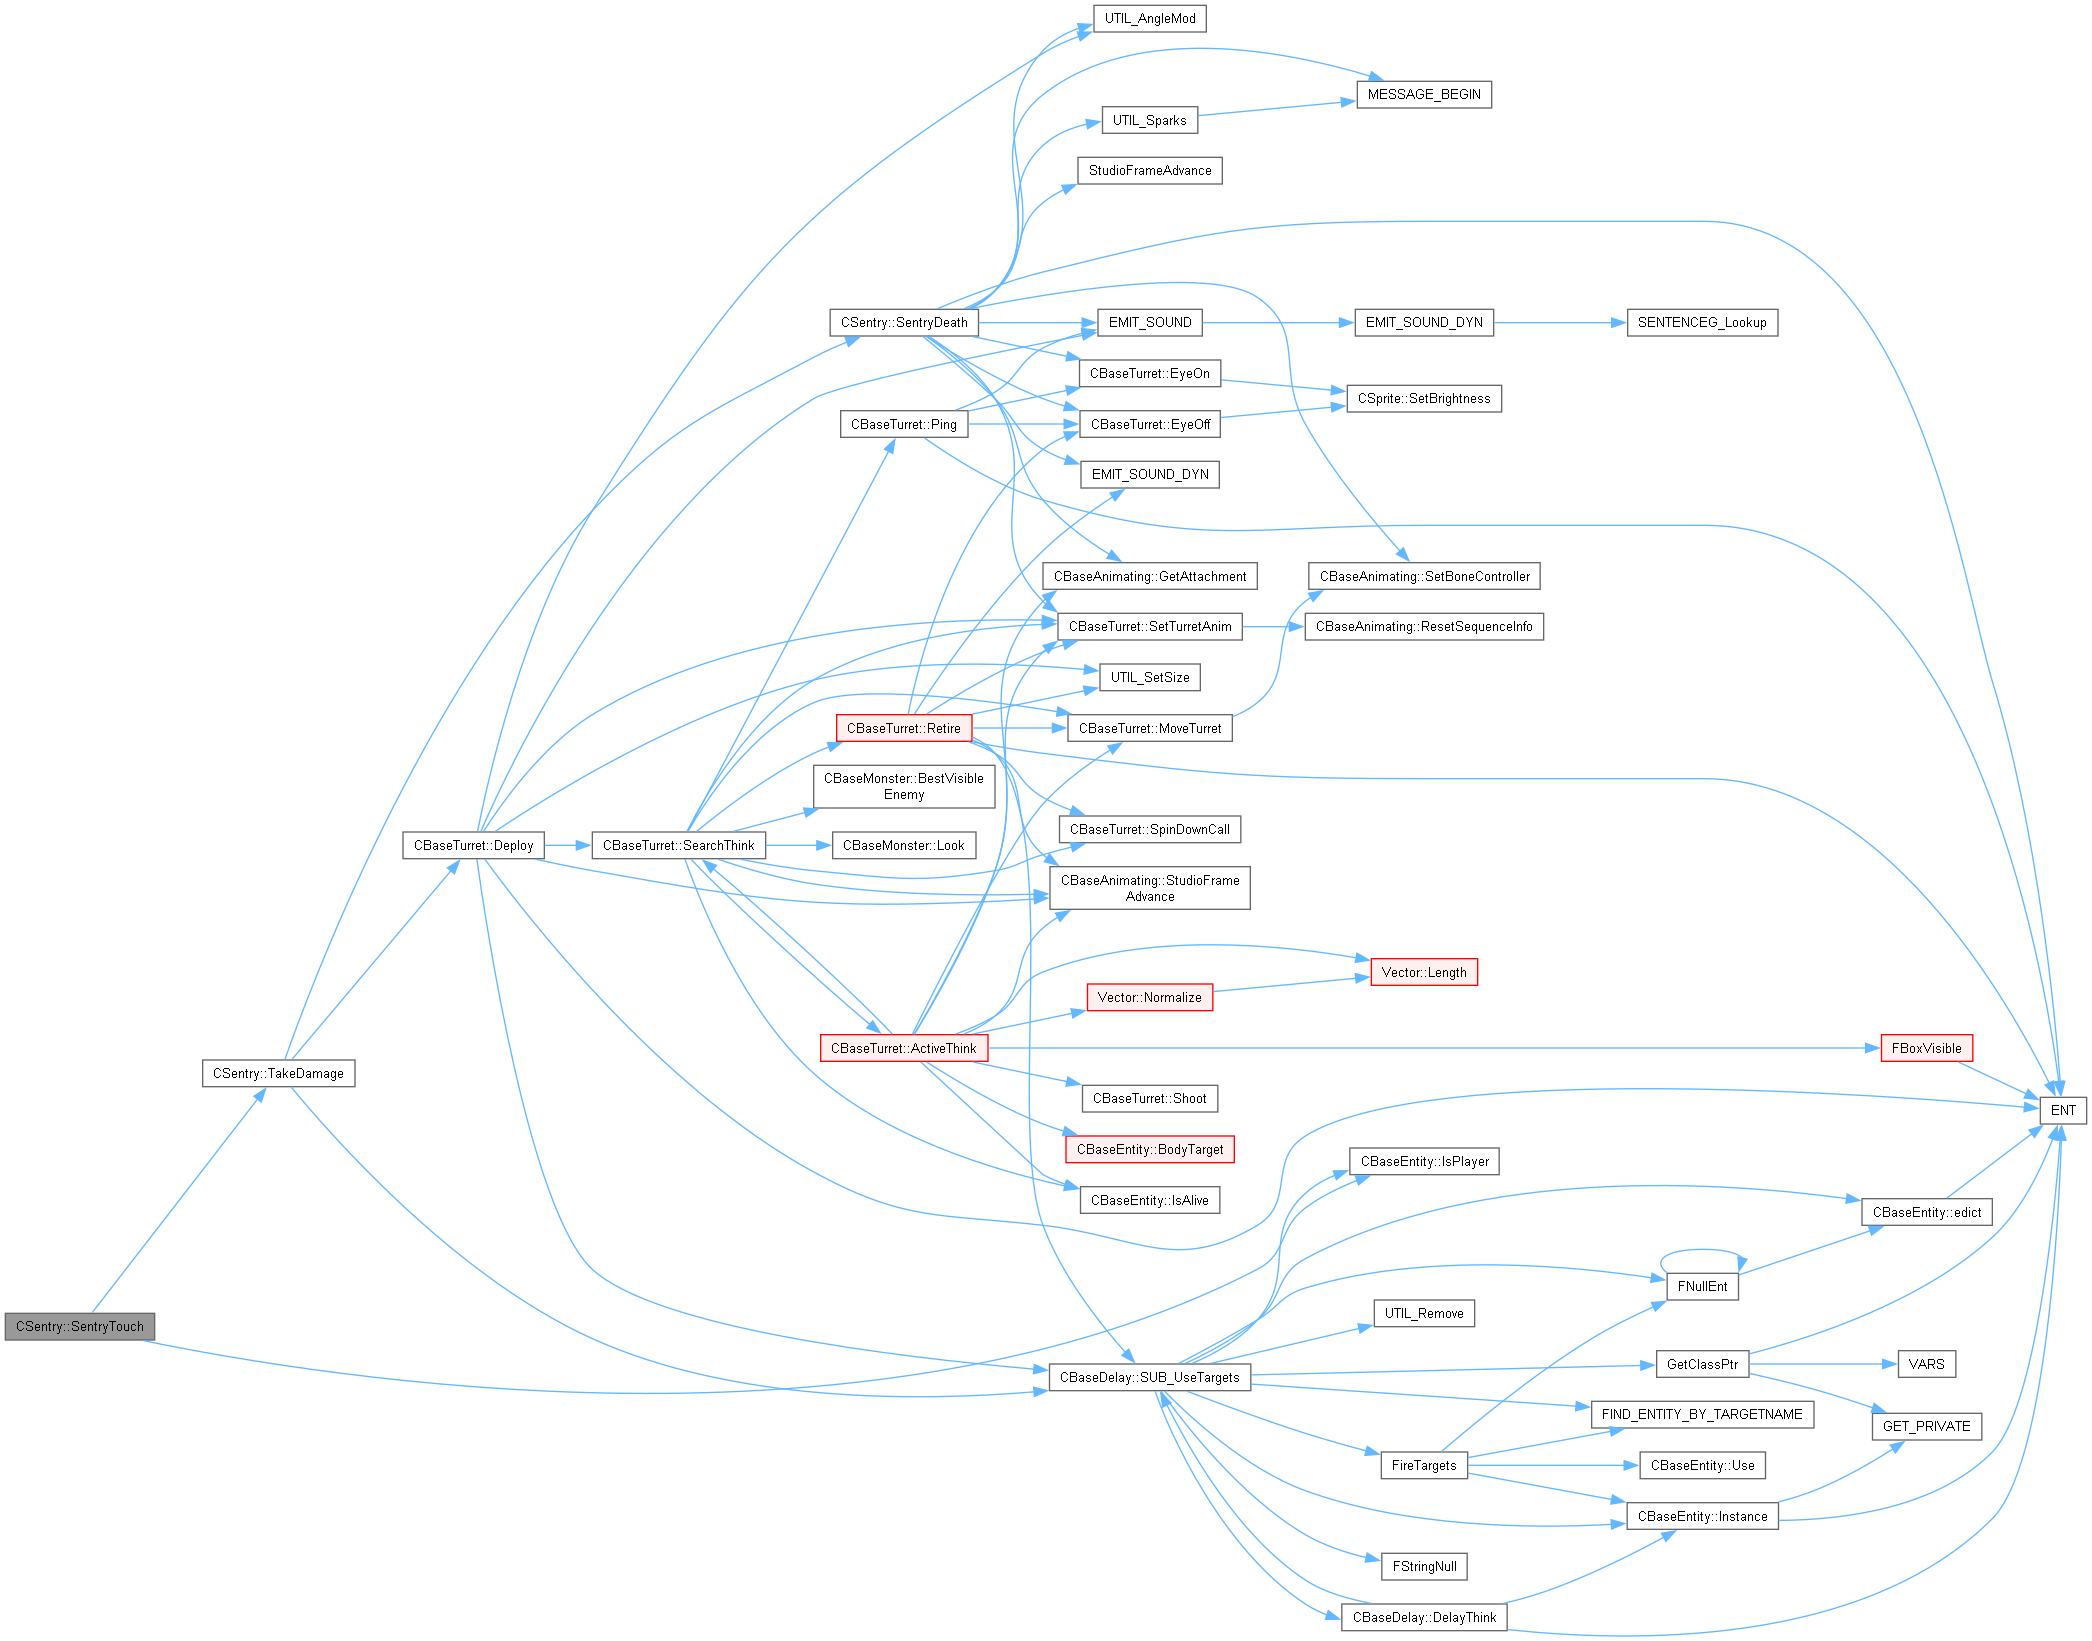 UTIL_AngleMod
MESSAGE_BEGIN
UTIL_Sparks
StudioFrameAdvance
CSentry::SentryDeath
EMIT_SOUND
EMIT_SOUND_DYN
SENTENCEG_Lookup
CBaseTurret::EyeOn
CSprite::SetBrightness
CBaseTurret::Ping
CBaseTurret::EyeOff
EMIT_SOUND_DYN
CBaseAnimating::GetAttachment
CBaseAnimating::SetBoneController
CBaseTurret::SetTurretAnim
CBaseAnimating::ResetSequenceInfo
UTIL_SetSize
CBaseTurret::Retire
CBaseTurret::MoveTurret
CBaseMonster::BestVisible
Enemy
CBaseTurret::SpinDownCall
CBaseTurret::Deploy
CBaseTurret::SearchThink
CBaseMonster::Look
CBaseAnimating::StudioFrame
Advance
Vector::Length
Vector::Normalize
CBaseTurret::ActiveThink
FBoxVisible
CSentry::TakeDamage
CBaseTurret::Shoot
ENT
CBaseEntity::BodyTarget
CBaseEntity::IsPlayer
CBaseEntity::IsAlive
CBaseEntity::edict
FNullEnt
UTIL_Remove
CSentry::SentryTouch
GetClassPtr
VARS
CBaseDelay::SUB_UseTargets
FIND_ENTITY_BY_TARGETNAME
GET_PRIVATE
FireTargets
CBaseEntity::Use
CBaseEntity::Instance
FStringNull
CBaseDelay::DelayThink